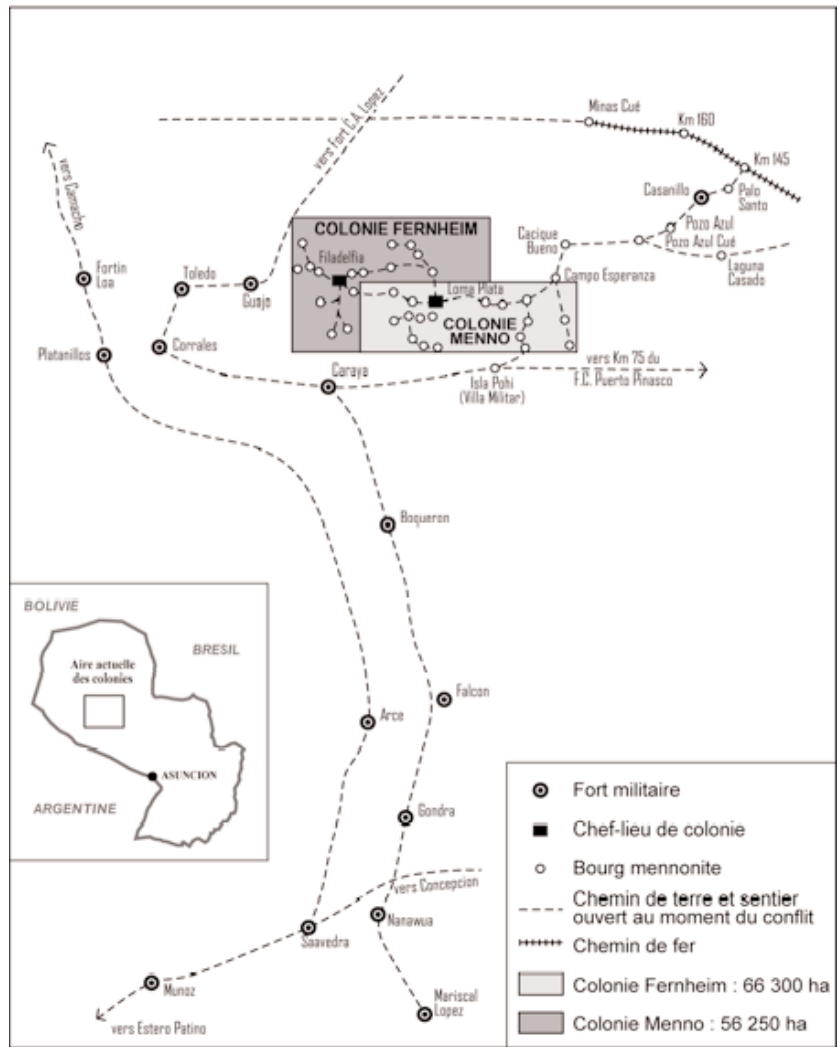 Minas Cué
Km 160
vers Fort C.A. Lopez
Km 145
vers Camacho
Casanillo
Palo
Santo
COLONIE FERNHEIM
Pozo Azul
Cacique
Bueno
Pozo Azul Cué
Filadelfia
Fortin
Loa
Toledo
Guajo
Campo Esperanza
Laguna
Casado
Loma Plata
COLONIE
MENNO
Platanillos
Corrales
Caraya
vers Km 75 du
F.C. Puerto Pinasco
Isla Pohi
(Villa Militar)
Boqueron
BOLIVIE
BRESIL
Aire actuelle
des colonies
ASUNCION
ARGENTINE
Falcon
Arce
Gondra
vers Concepcion
Nanawua
Saavedra
Munoz
Mariscal
Lopez
vers Estero Patino
Fort militaire
Chef-lieu de colonie
Bourg mennonite
Chemin de terre et sentier
ouvert au moment du conflit
Chemin de fer
Colonie Fernheim : 66 300 ha
Colonie Menno : 56 250 ha